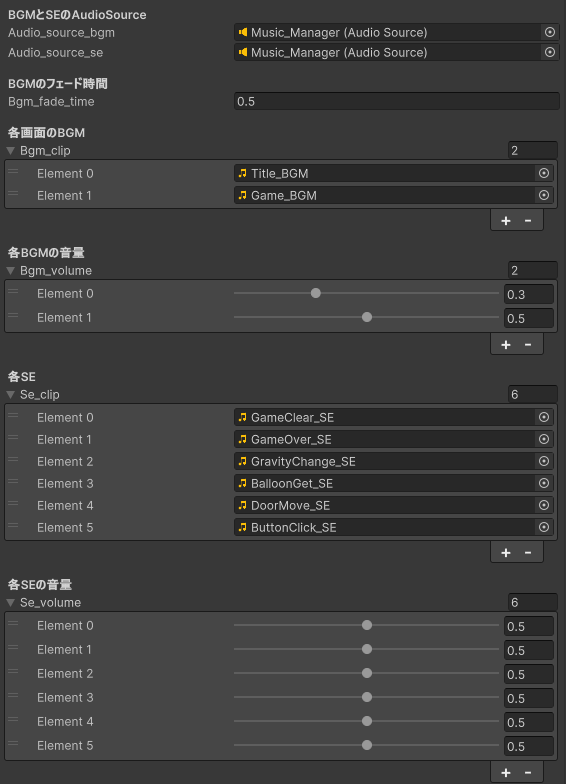 BGMとSEのAudioSource
Audio_source_bgm Music_Manager (Audio Source)
Audio_source_se Music_Manager (Audio Source)
BGMのフェード時間
Bgm_fade_time 0.5
各画面のBGM
Bgm_clip 2
Element 0 Title_BGM
Element 1 Game_BGM
+ -
各BGMの音量
Bgm_volume 2
Element 0 0.3
Element 1 0.5
+ -
各SE
Se_clip 6
Element 0 GameClear_SE
Element 1 GameOver_SE
Element 2 GravityChange_SE
Element 3 BalloonGet_SE
Element 4 DoorMove_SE
Element 5 ButtonClick_SE
+ -
各SEの音量
Se_volume 6
Element 0 0.5
Element 1 0.5
Element 2 0.5
Element 3 0.5
Element 4 0.5
Element 5 0.5
+ -